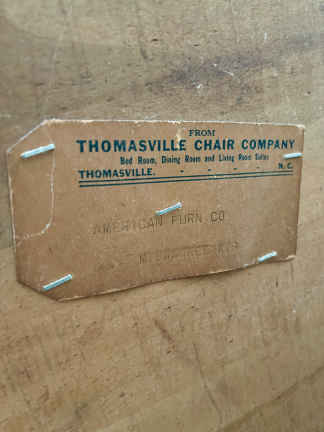 FROM
THOMASVILLE CHAIR COMPANY
Bed Room, Dining Room and Living Room Suites
THOMASVILLE, - - - - N. C.
AMERICAN FURN. CO.